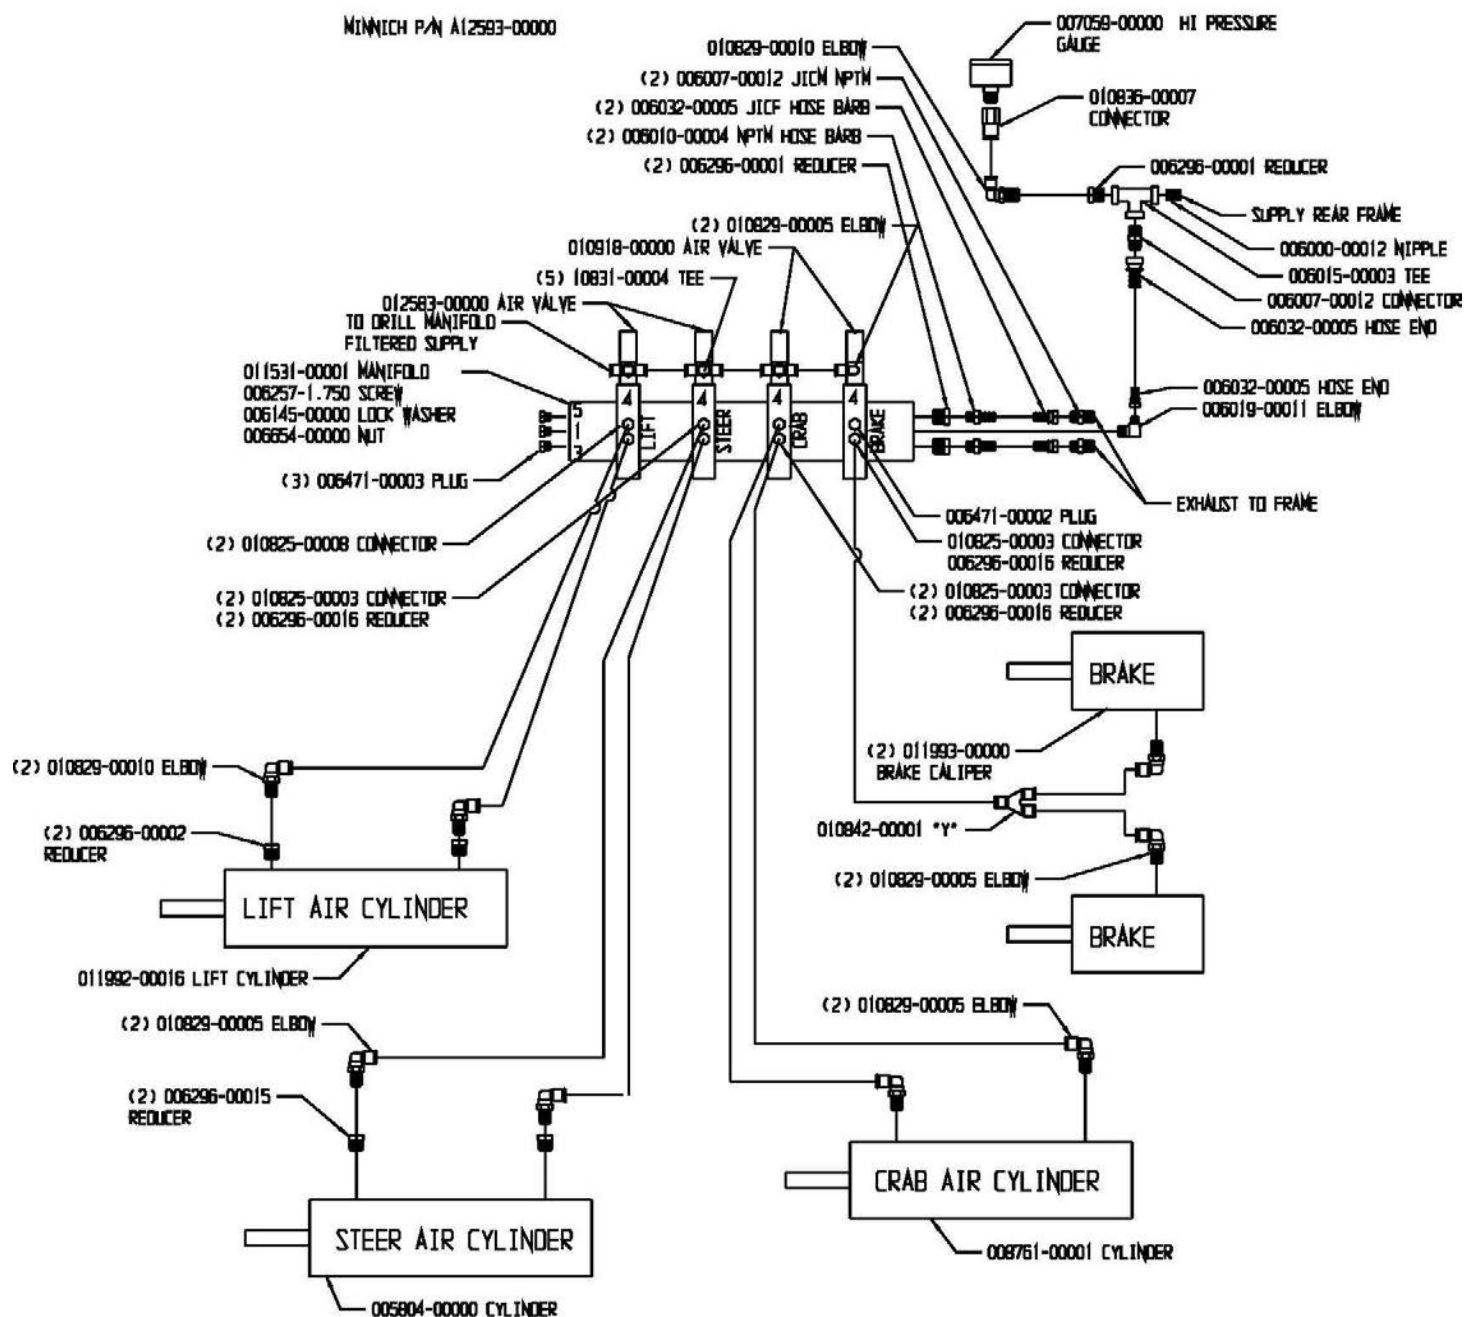 MINNICH P/N A12593-00000
007059-00000 HI PRESSURE
GAUGE
010829-00010 ELBOW
(2) 006007-00012 JICM NPTM
010836-00007
CONNECTOR
(2) 006032-00005 JICF HOSE BARB
(2) 006010-00004 NPTM HOSE BARB
(2) 006296-00001 REDUCER
006296-00001 REDUCER
SUPPLY REAR FRAME
(2) 010829-00005 ELBOW
010918-00000 AIR VALVE
006000-00012 NIPPLE
(5) 10831-00004 TEE
006015-00003 TEE
012583-00000 AIR VALVE
006007-00012 CONNECTOR
TO DRILL MANIFOLD
FILTERED SUPPLY
006032-00005 HOSE END
011531-00001 MANIFOLD
006257-1.750 SCREW
006145-00000 LOCK WASHER
006654-00000 NUT
006032-00005 HOSE END
006019-00011 ELBOW
4
4
4
4
5
1
3
LIFT
STEER
CRAB
BRAKE
(3) 006471-00003 PLUG
EXHAUST TO FRAME
006471-00002 PLUG
(2) 010825-00008 CONNECTOR
010825-00003 CONNECTOR
006296-00016 REDUCER
(2) 010825-00003 CONNECTOR
(2) 006296-00016 REDUCER
(2) 010825-00003 CONNECTOR
(2) 006296-00016 REDUCER
BRAKE
(2) 011993-00000
BRAKE CALIPER
(2) 010829-00010 ELBOW
(2) 006296-00002
REDUCER
010842-00001 "Y"
(2) 010829-00005 ELBOW
LIFT AIR CYLINDER
BRAKE
011992-00016 LIFT CYLINDER
(2) 010829-00005 ELBOW
(2) 010829-00005 ELBOW
(2) 006296-00015
REDUCER
CRAB AIR CYLINDER
STEER AIR CYLINDER
008761-00001 CYLINDER
005804-00000 CYLINDER